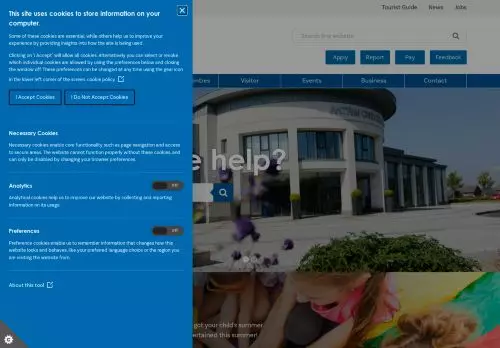 This site uses cookies to store information on your
computer.
Some of these cookies are essential, while others help us to improve your
experience by providing insights into how the site is being used.
Clicking on 'I Accept' will allow all cookies. Alternatively you can select or revoke
which individual cookies are allowed by using the preferences below and closing
the window off. These preferences can be changed at any time using the gear icon
in the lower left corner of the screen. cookie policy
I Accept Cookies
I Do Not Accept Cookies
Necessary Cookies
Necessary cookies enable core functionality such as page navigation and access
to secure areas. The website cannot function properly without these cookies, and
can only be disabled by changing your browser preferences.
Analytics
Off
Analytical cookies help us to improve our website by collecting and reporting
information on its usage.
Preferences
Off
Preference cookies enable us to remember information that changes how this
website looks and behaves, like your preferred language choice or the region you
are visiting the website from.
About this tool
Tourist Guide
News
Jobs
Search the website
Apply
Report
Pay
Feedback
Visitor
Events
Business
Contact
help?
got your child's summer
entertained this summer!